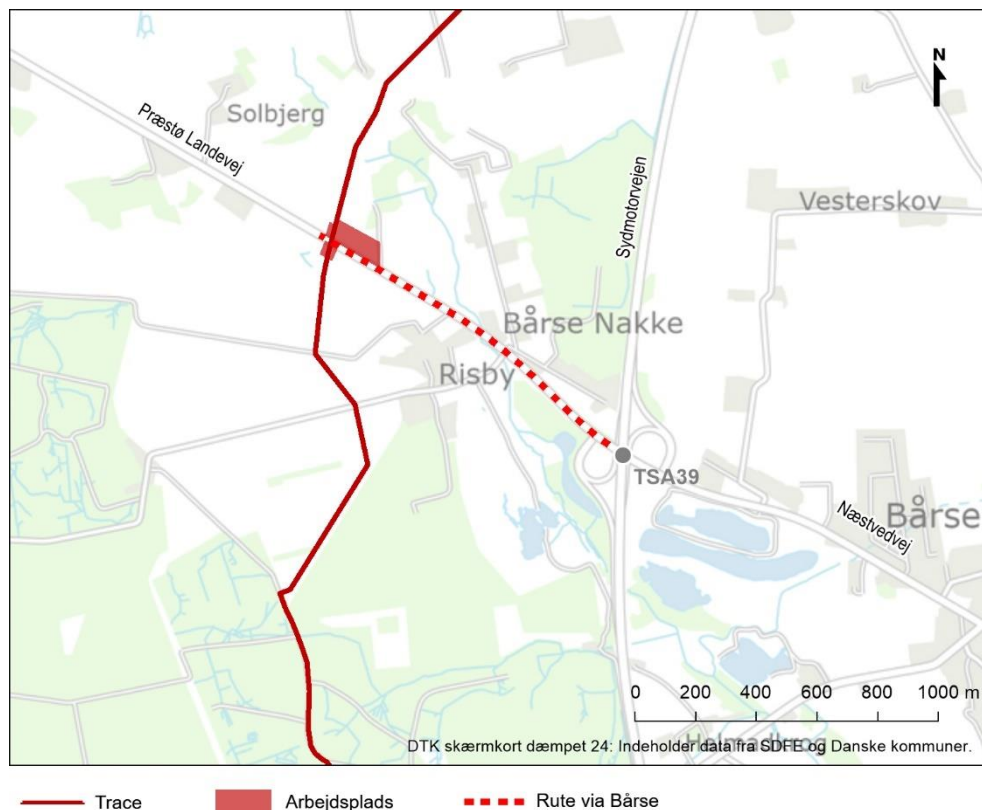 N
Solbjerg
Præstø Landevej
Sydmotorvejen
Vesterskov
Bårse Nakke
Risby
TSA39
Bårse
Næstvedvej
0 200 400 600 800 1000 m
DTK skærmkort dæmpet 24: Indeholder data fra SDFE og Danske kommuner.
Trace Arbejdsplads Rute via Bårse